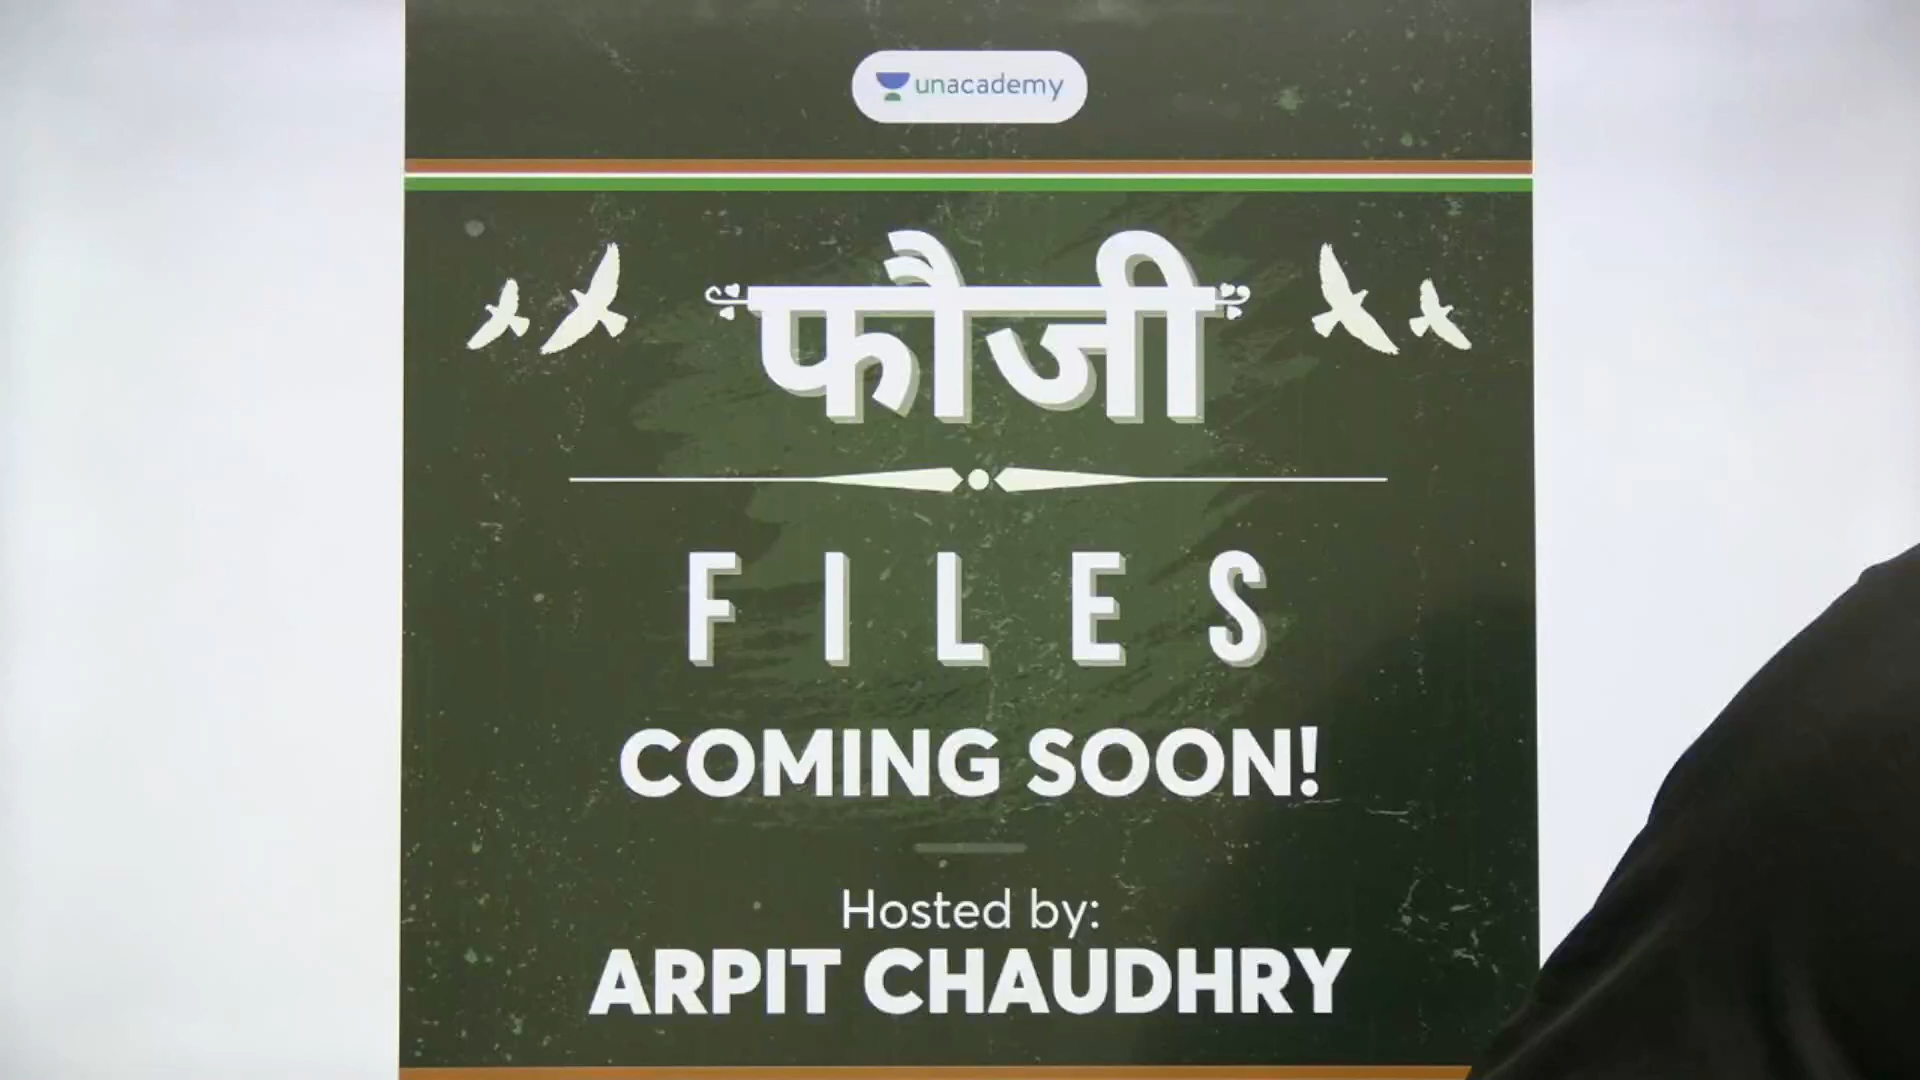 unacademy
फौजी
FILES
COMING SOON!
Hosted by:
ARPIT CHAUDHRY